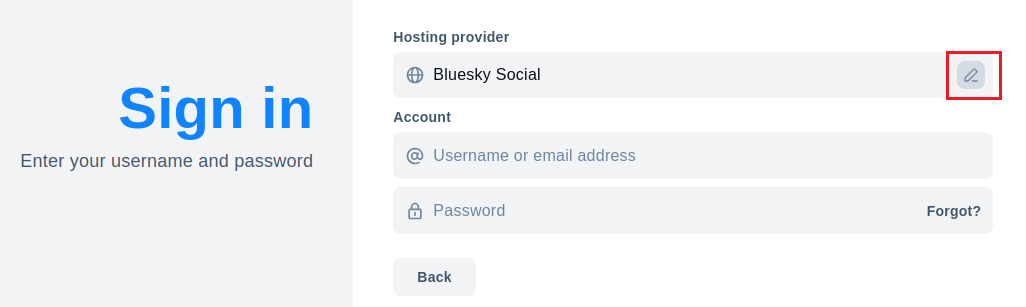 Sign in
Enter your username and password
Hosting provider
Bluesky Social
Account
Username or email address
Password
Forgot?
Back